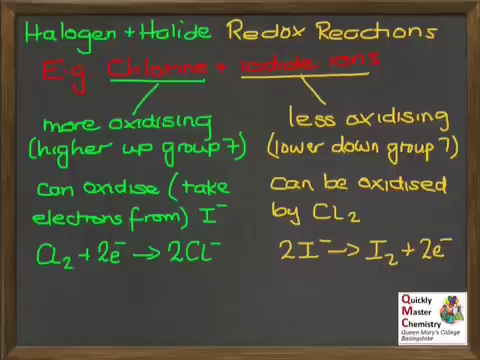 Halogen + Halide Redox Reactions
E.g. Chlorine + iodide ions
more oxidising
(higher up group 7)
can oxidise (take
electrons from) I⁻
Cl₂ + 2e⁻ → 2Cl⁻
less oxidising
(lower down group 7)
can be oxidised
by CL₂
2I⁻ → I₂ + 2e⁻
Quickly
Master
Chemistry
Queen Mary's College
Basingstoke